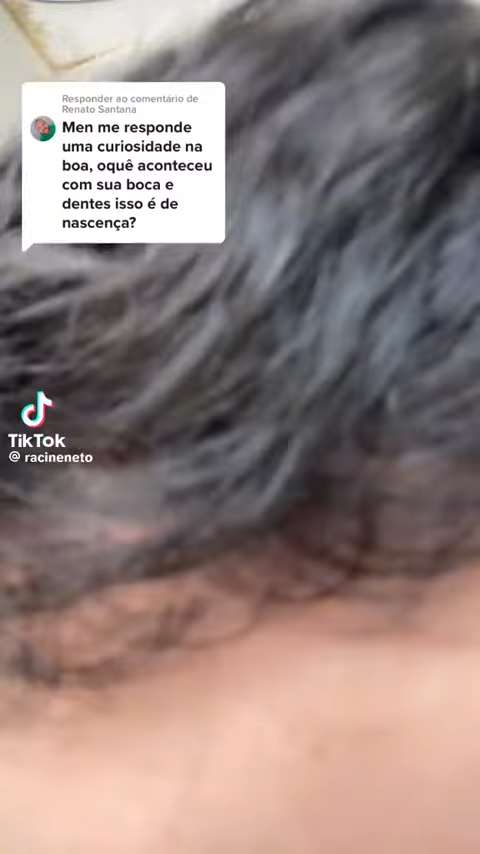 Responder ao comentário de
Renato Santana
Men me responde
uma curiosidade na
boa, oquê aconteceu
com sua boca e
dentes isso é de
nascença?
TikTok
@ racineneto